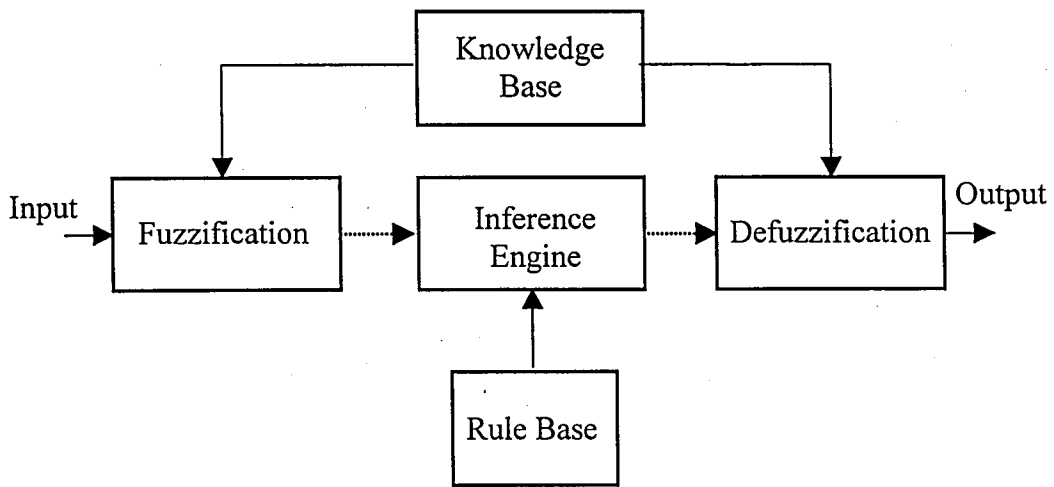 Knowledge
Base
Input
Fuzzification
Inference
Engine
Defuzzification
Output
Rule Base